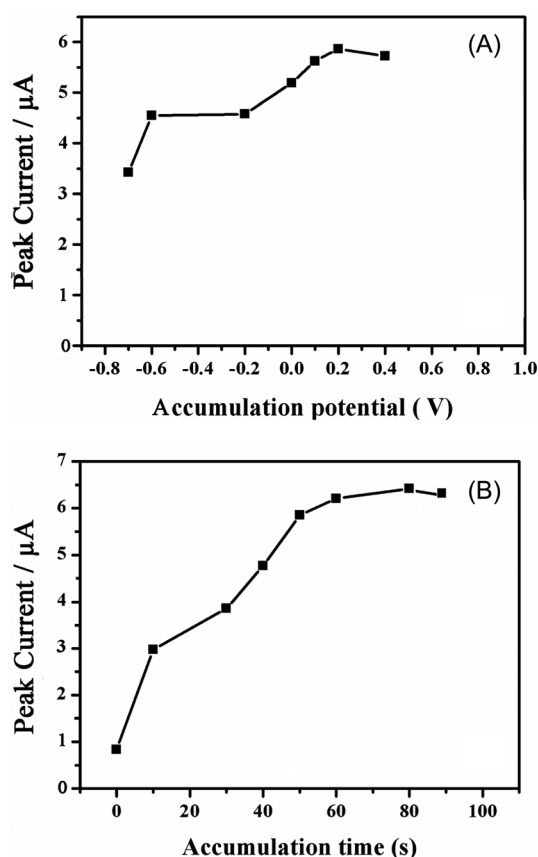 (A)
Peak Current / µA
6
5
4
3
2
1
0
-0.8 -0.6 -0.4 -0.2 0.0 0.2 0.4 0.6 0.8 1.0
Accumulation potential ( V)
(B)
Peak Current / µA
7
6
5
4
3
2
1
0
0 20 40 60 80 100
Accumulation time (s)